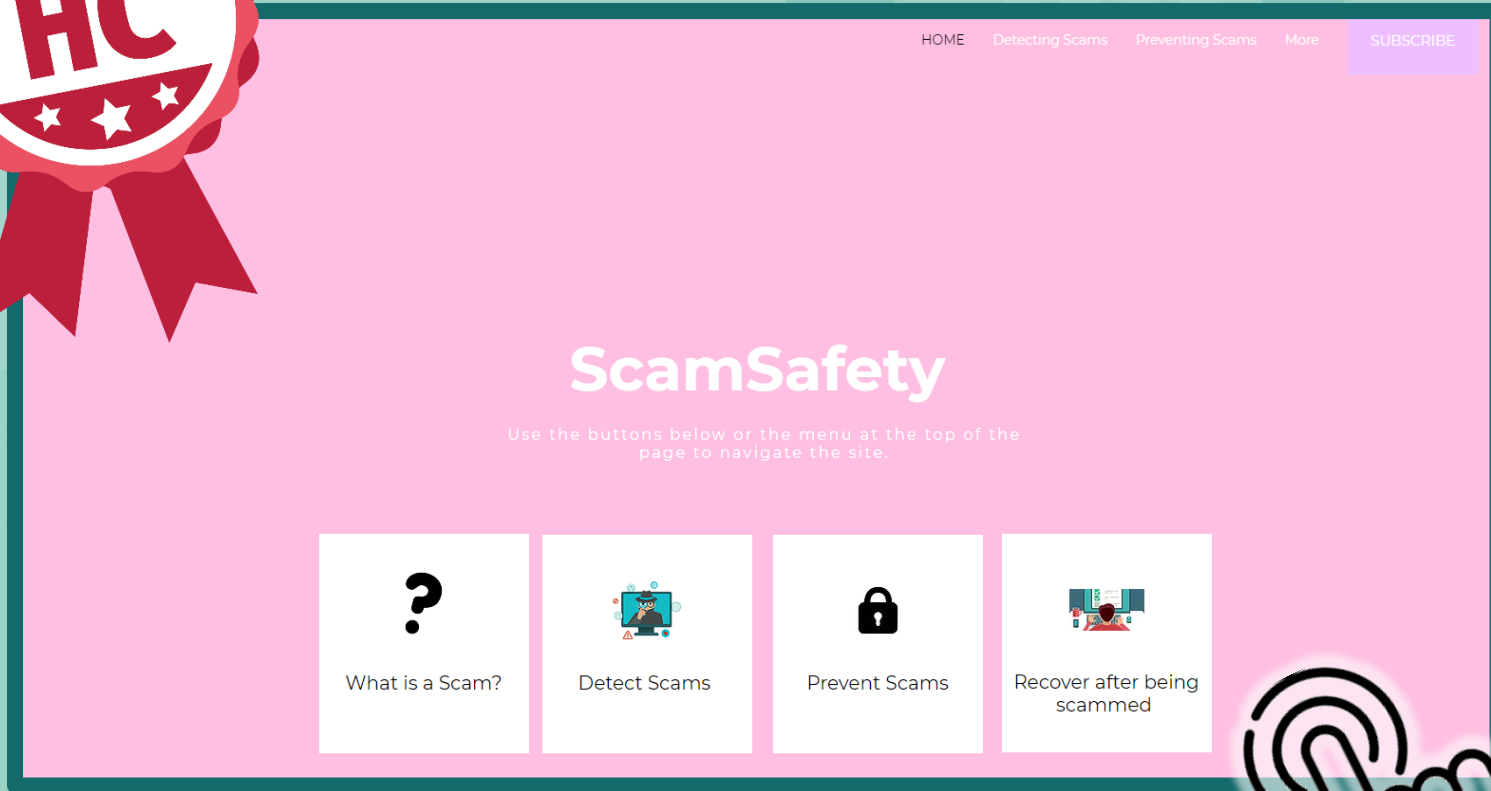 HC
HOME Detecting Scams Preventing Scams More SUBSCRIBE
ScamSafety
Use the buttons below or the menu at the top of the
page to navigate the site.
What is a Scam?
Detect Scams
Prevent Scams
Recover after being
scammed